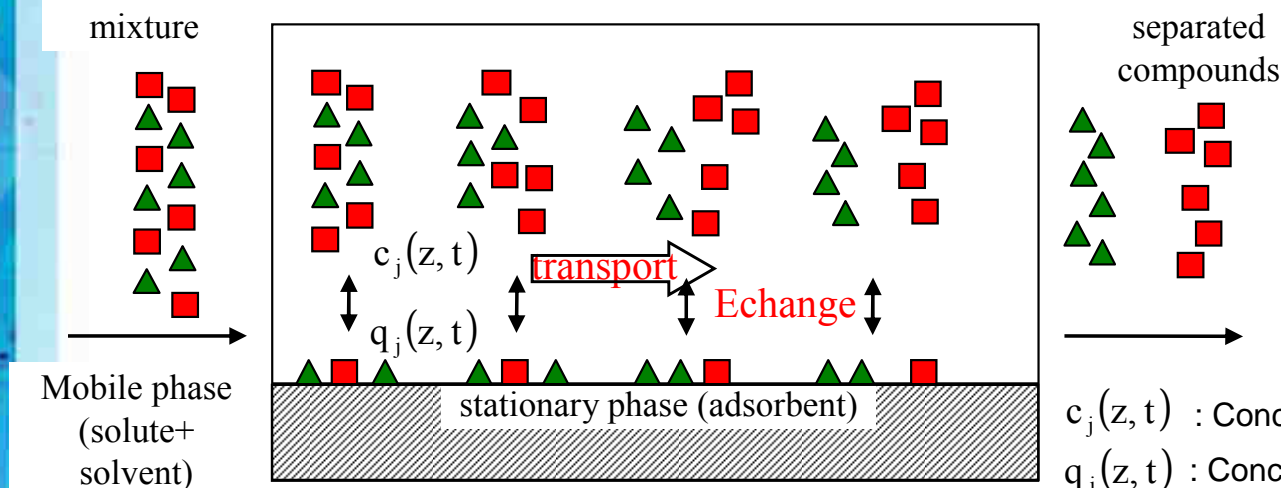 mixture
separated
compounds
c_j(z, t)
transport
Echange
q_j(z, t)
Mobile phase
(solute+
solvent)
stationary phase (adsorbent)
c_j(z, t) : Conc
q_j(z, t) : Conc